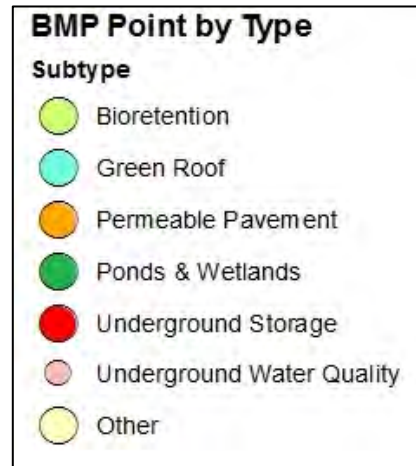 BMP Point by Type
Subtype
Bioretention
Green Roof
Permeable Pavement
Ponds & Wetlands
Underground Storage
Underground Water Quality
Other